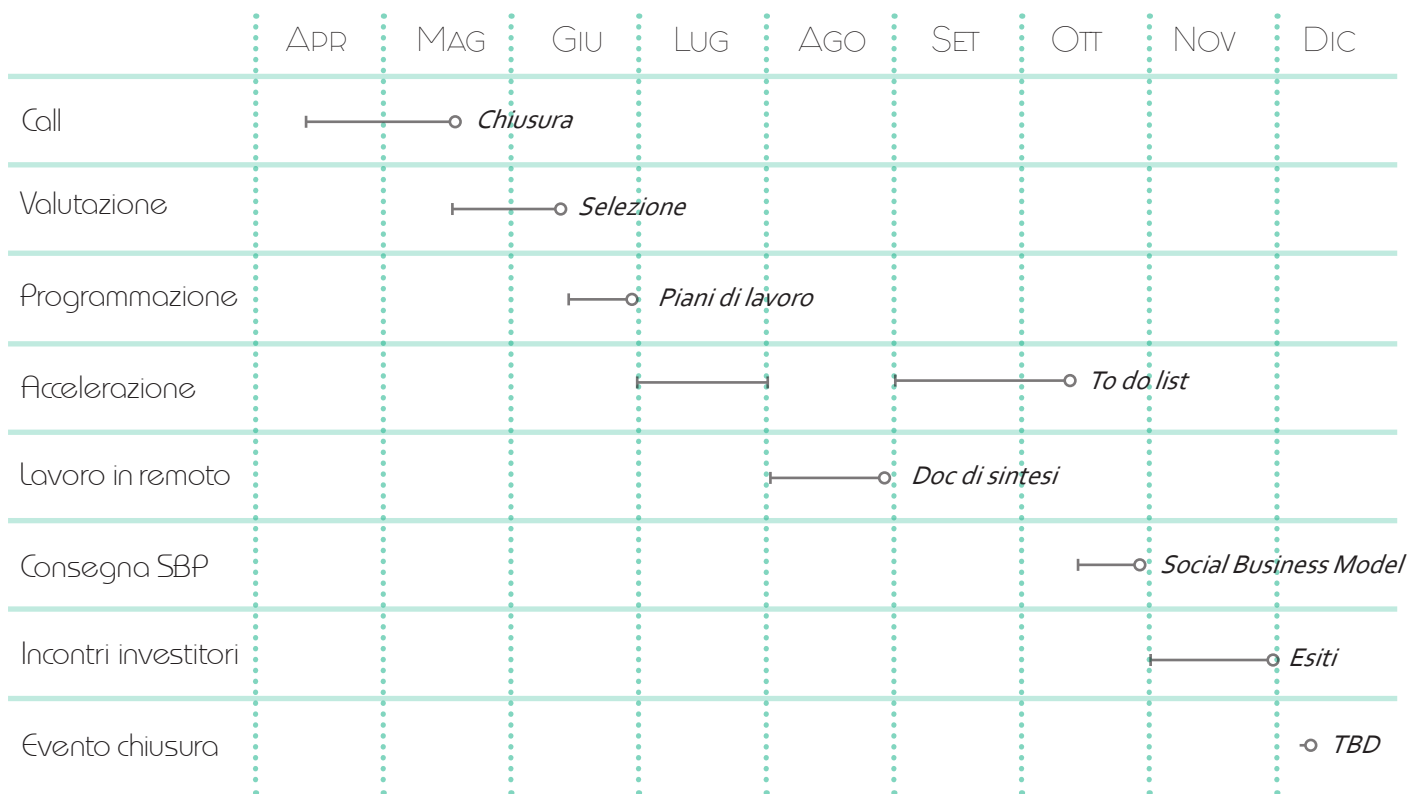 APR MAG GIU LUG AGO SET OTT NOV DIC
Call Chiusura
Valutazione Selezione
Programmazione Piani di lavoro
Accelerazione To do list
Lavoro in remoto Doc di sintesi
Consegna SBP Social Business Model
Incontri investitori Esiti
Evento chiusura TBD